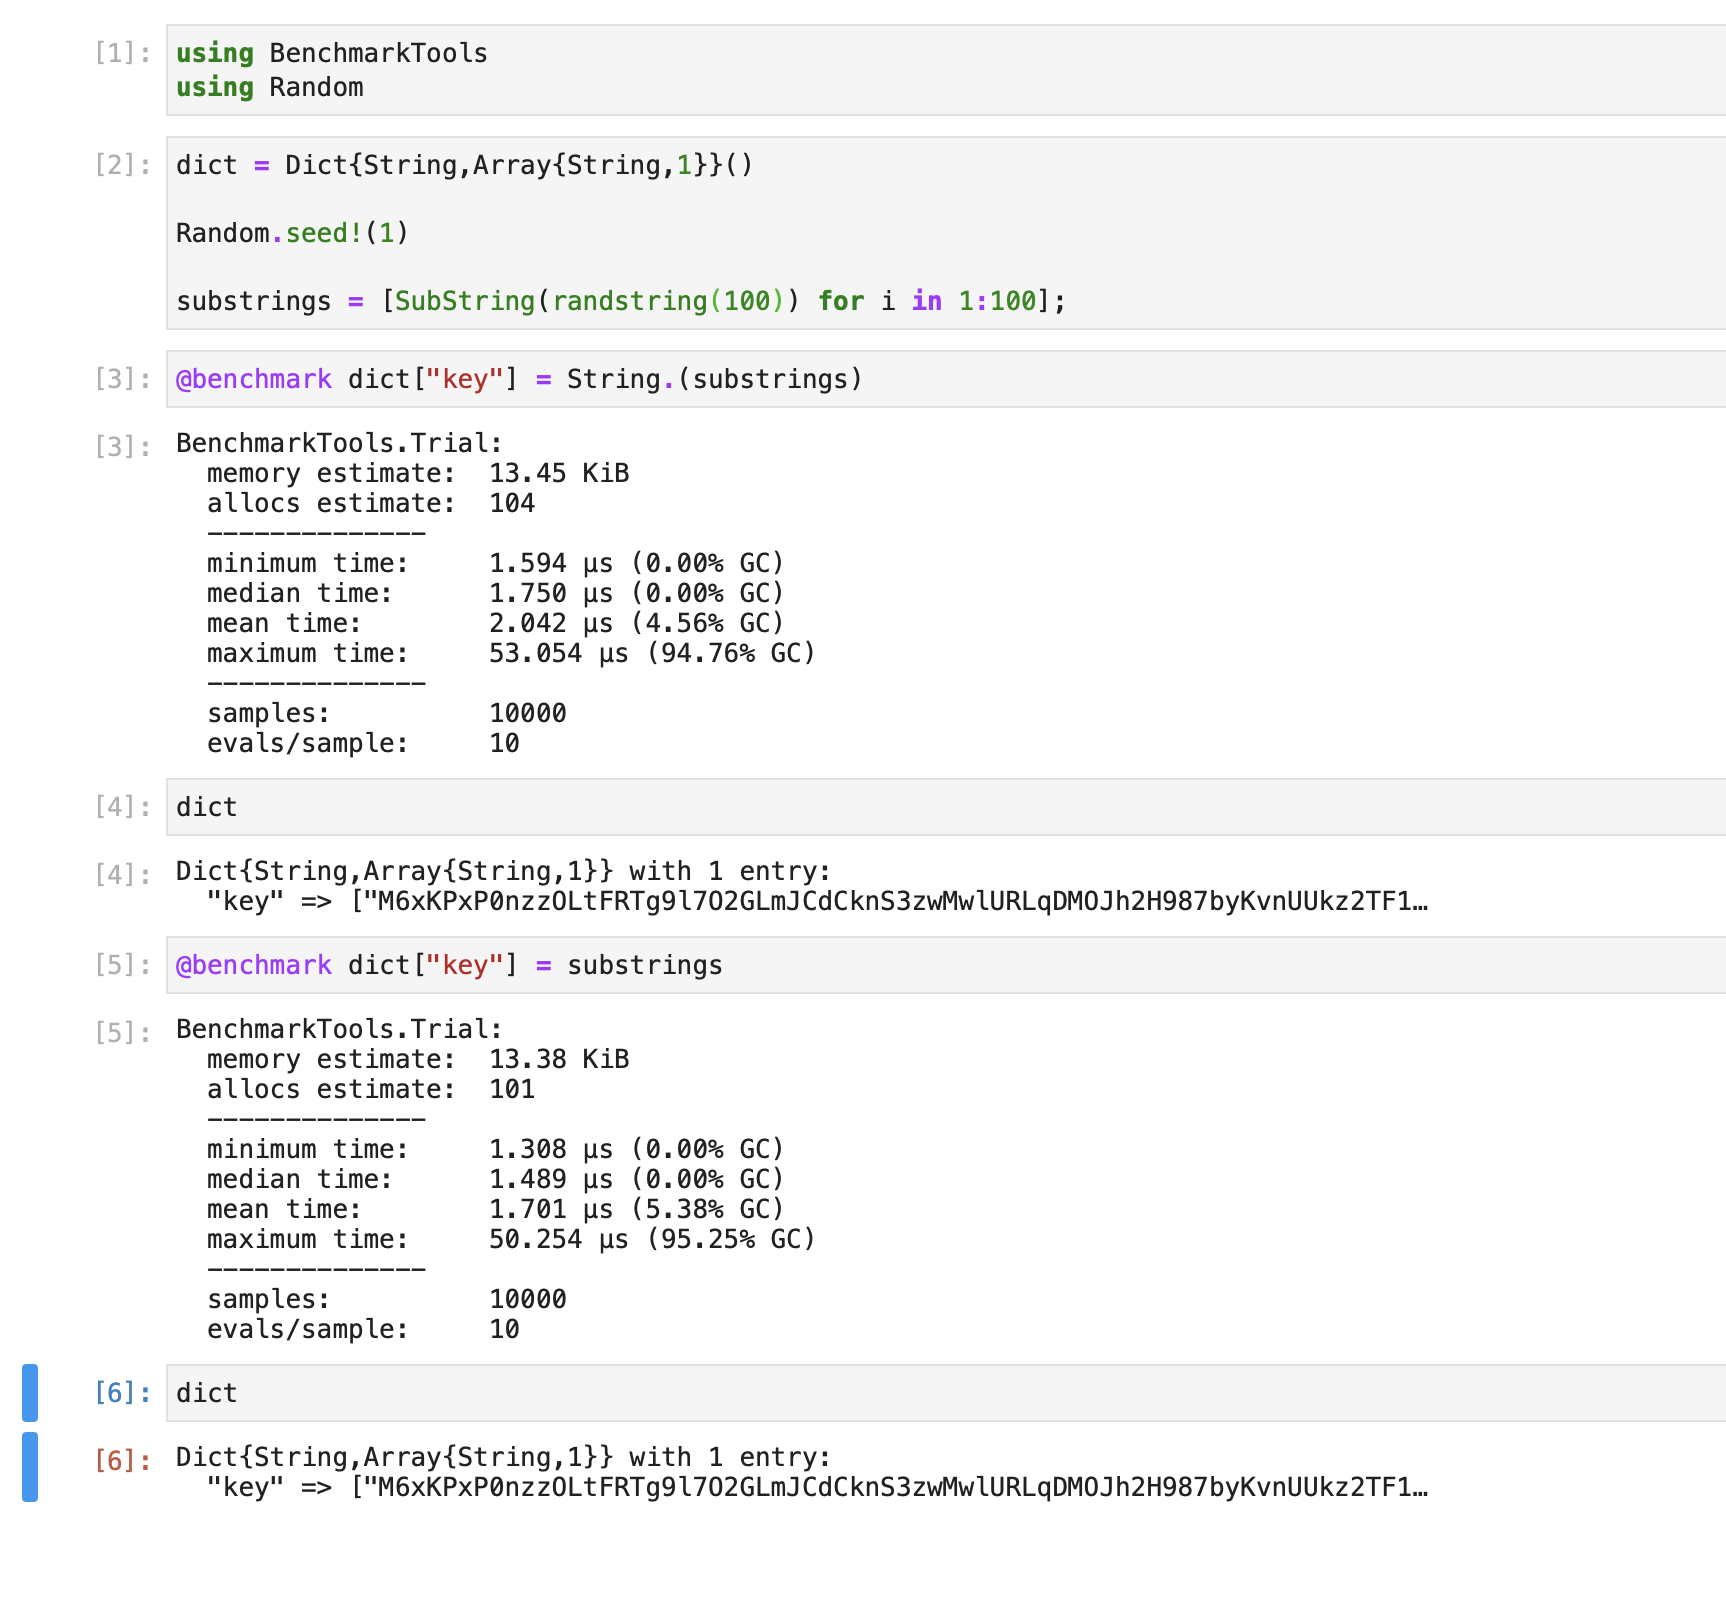 [1]: using BenchmarkTools
using Random
[2]: dict = Dict{String,Array{String,1}}()
Random.seed!(1)
substrings = [SubString(randstring(100)) for i in 1:100];
[3]: @benchmark dict["key"] = String.(substrings)
[3]: BenchmarkTools.Trial:
memory estimate:  13.45 KiB
allocs estimate:  104
--------------
minimum time:     1.594 μs (0.00% GC)
median time:      1.750 μs (0.00% GC)
mean time:        2.042 μs (4.56% GC)
maximum time:     53.054 μs (94.76% GC)
--------------
samples:          10000
evals/sample:     10
[4]: dict
[4]: Dict{String,Array{String,1}} with 1 entry:
"key" => ["M6xKPxP0nzzOLtFRTg9l7O2GLmJCdCknS3zwMwlURLqDMOJh2H987byKvnUUkz2TF1…
[5]: @benchmark dict["key"] = substrings
[5]: BenchmarkTools.Trial:
memory estimate:  13.38 KiB
allocs estimate:  101
--------------
minimum time:     1.308 μs (0.00% GC)
median time:      1.489 μs (0.00% GC)
mean time:        1.701 μs (5.38% GC)
maximum time:     50.254 μs (95.25% GC)
--------------
samples:          10000
evals/sample:     10
[6]: dict
[6]: Dict{String,Array{String,1}} with 1 entry:
"key" => ["M6xKPxP0nzzOLtFRTg9l7O2GLmJCdCknS3zwMwlURLqDMOJh2H987byKvnUUkz2TF1…